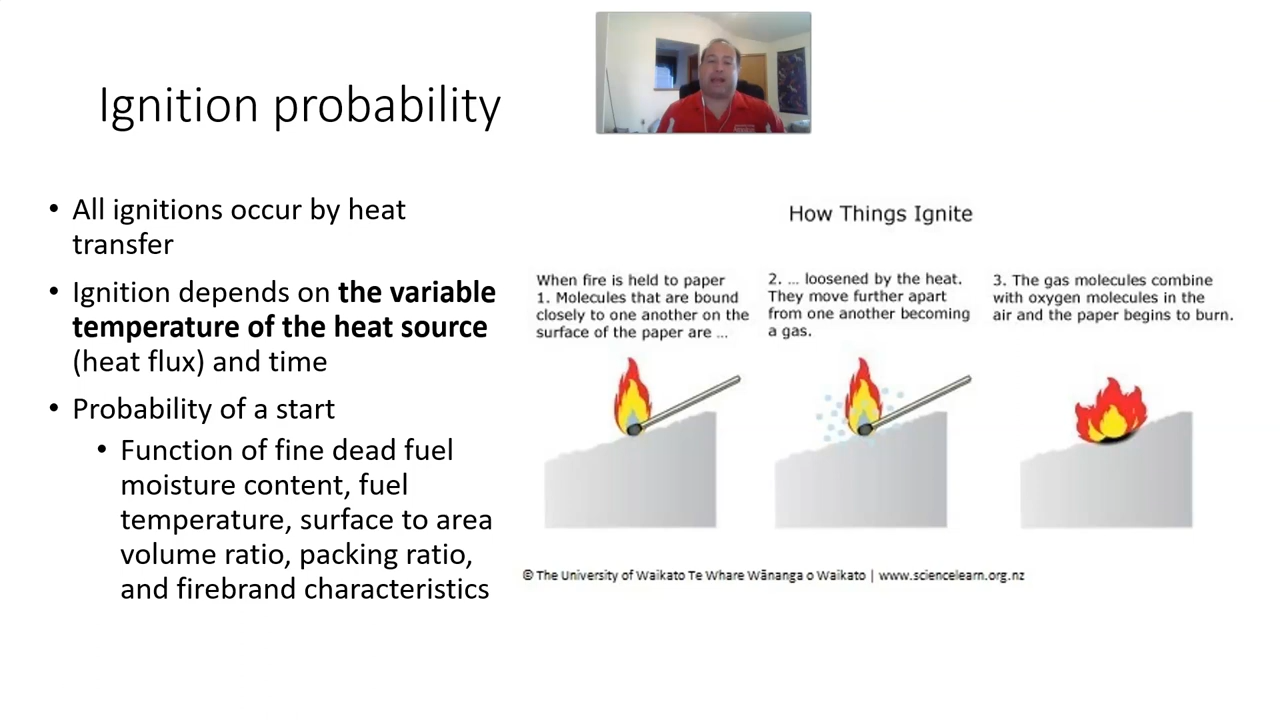 Ignition probability
• All ignitions occur by heat
transfer
• Ignition depends on the variable
temperature of the heat source
(heat flux) and time
• Probability of a start
• Function of fine dead fuel
moisture content, fuel
temperature, surface to area
volume ratio, packing ratio,
and firebrand characteristics
How Things Ignite
When fire is held to paper
1. Molecules that are bound
closely to one another on the
surface of the paper are ...
2. ... loosened by the heat.
They move further apart
from one another becoming
a gas.
3. The gas molecules combine
with oxygen molecules in the
air and the paper begins to burn.
© The University of Waikato Te Whare Wānanga o Waikato | www.sciencelearn.org.nz